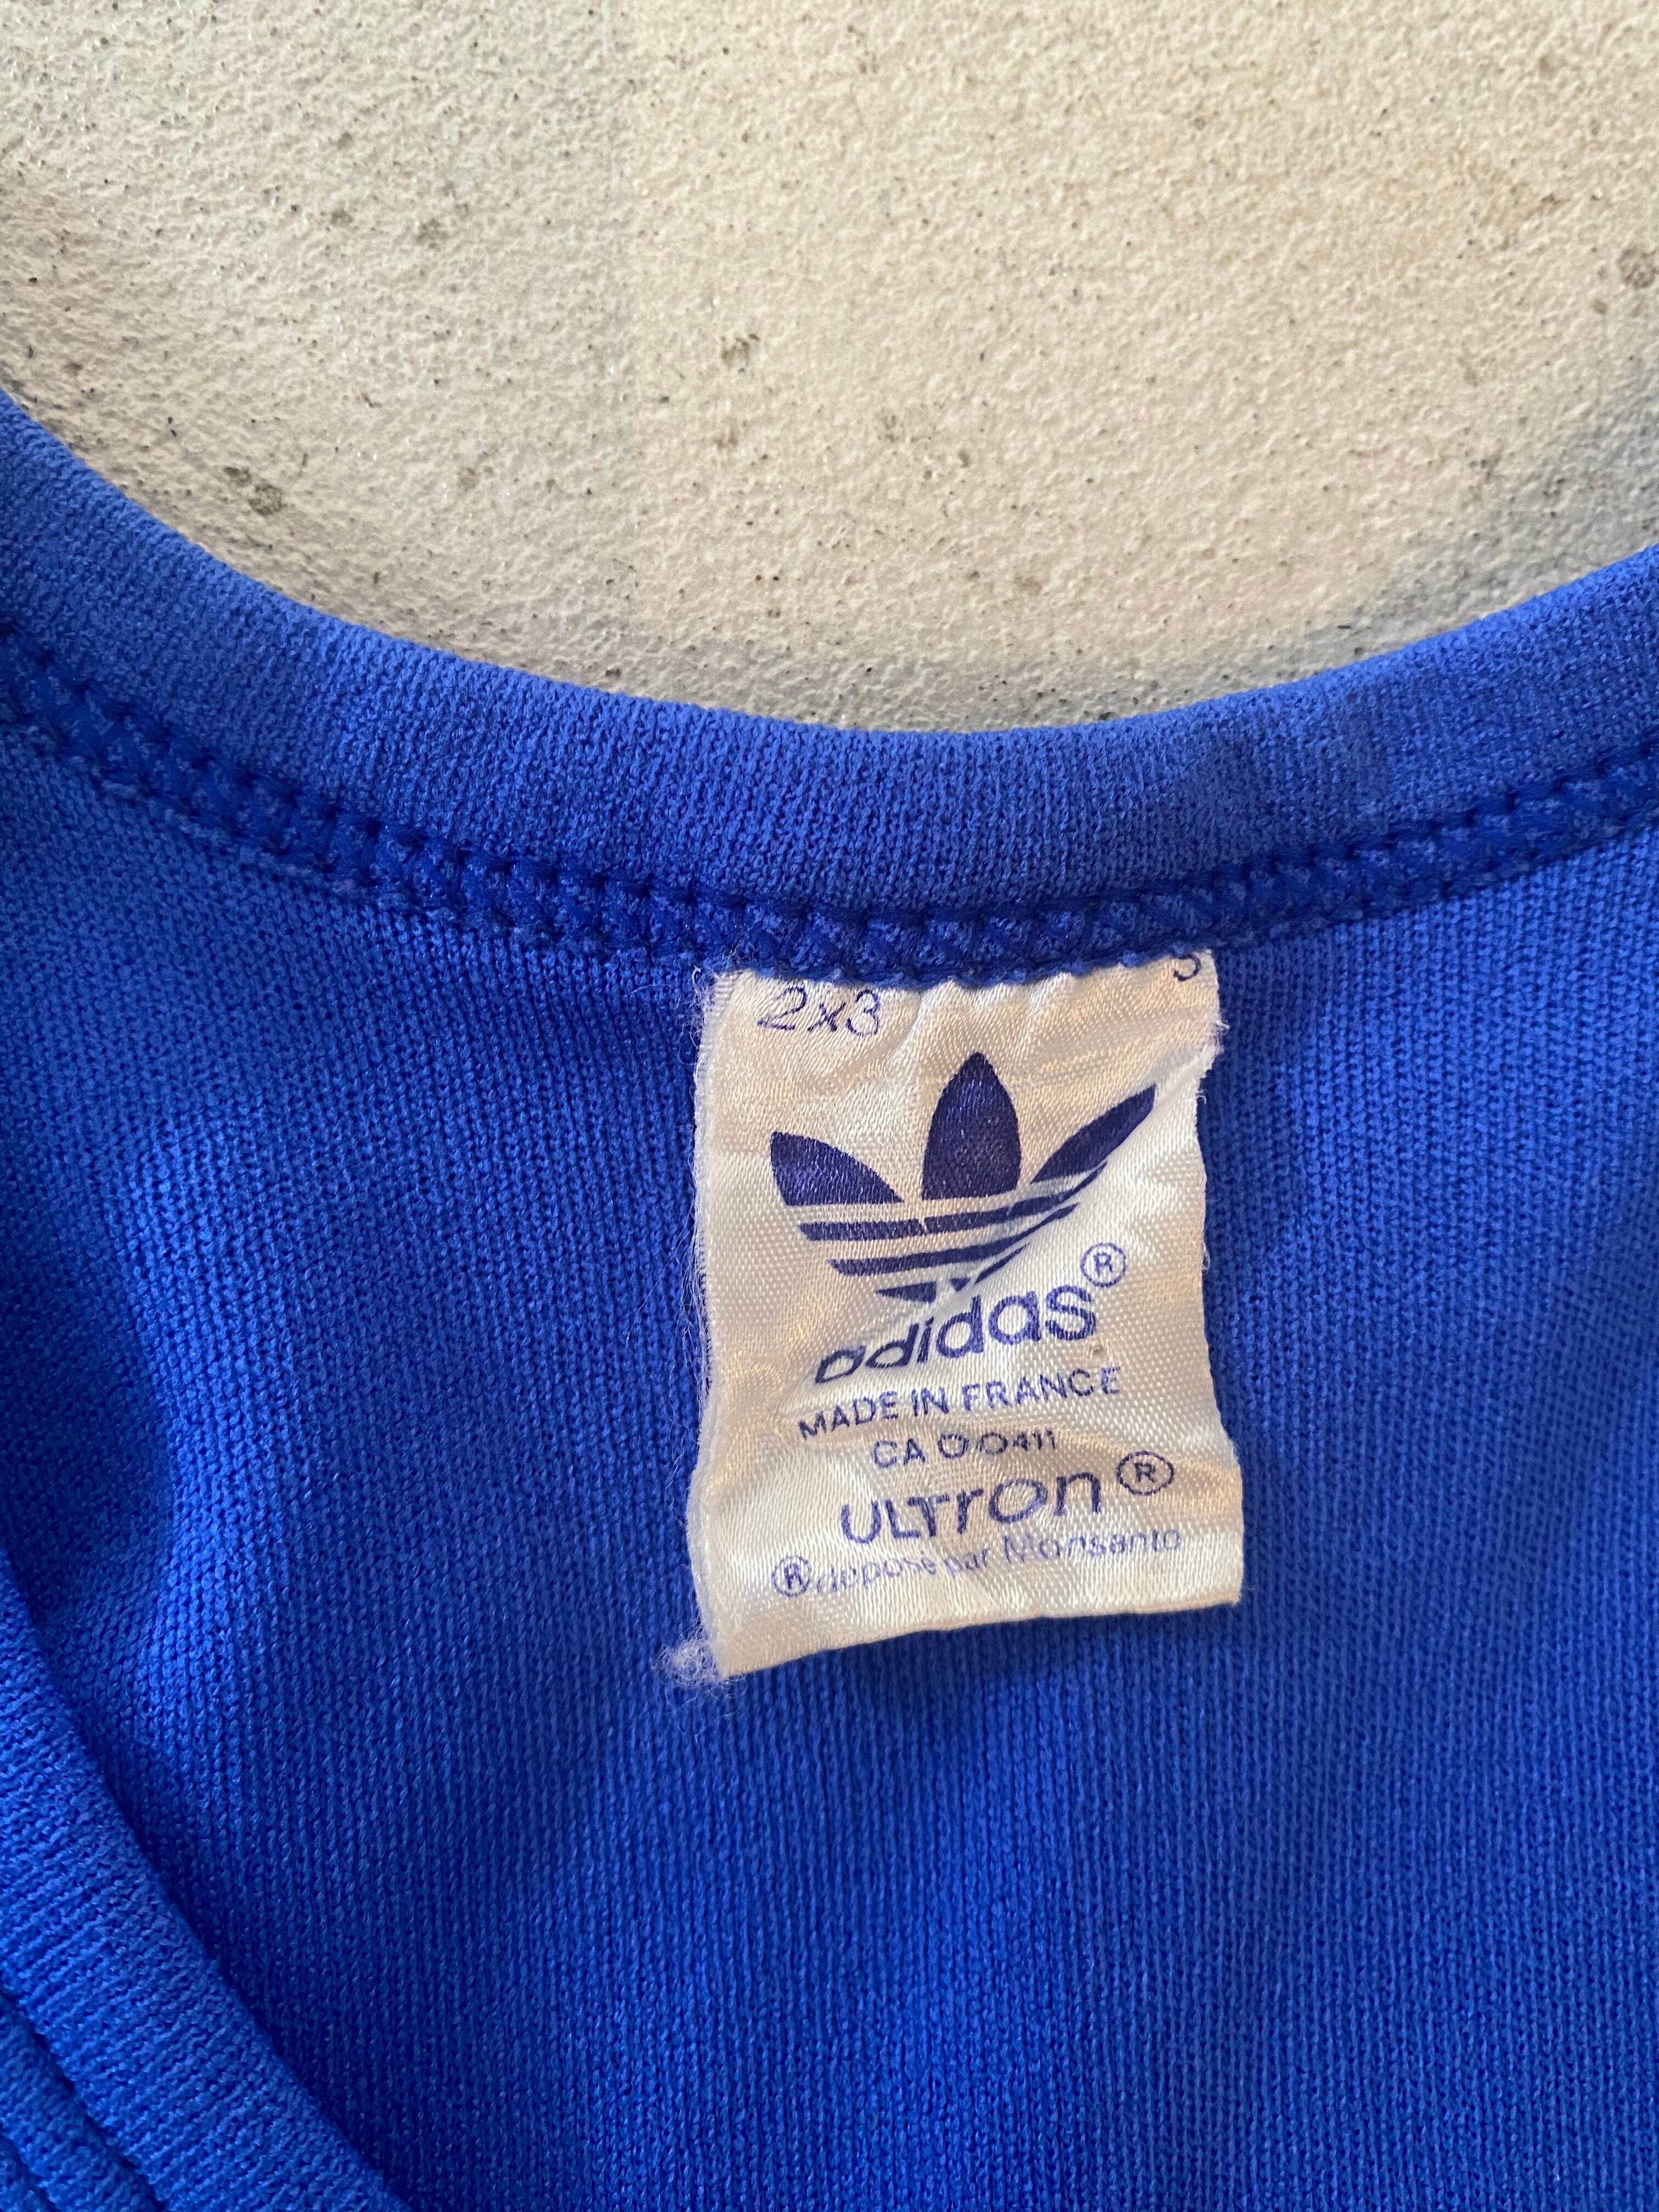 2x3
adidas®
MADE IN FRANCE
CA 00411
ULTron®
® déposé par Monsanto